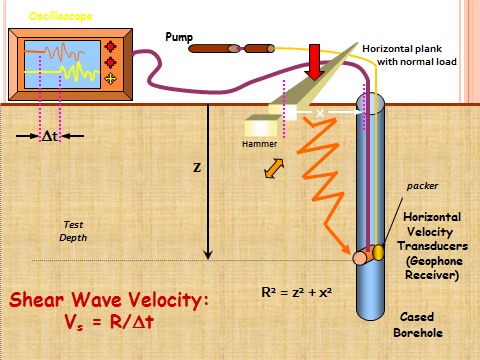 Oscilloscope
Pump
Horizontal plank
with normal load
x
Δt
Hammer
z
packer
Test
Depth
Horizontal
Velocity
Transducers
(Geophone
Receiver)
R² = z² + x²
Shear Wave Velocity:
Vs = R/Δt
Cased
Borehole